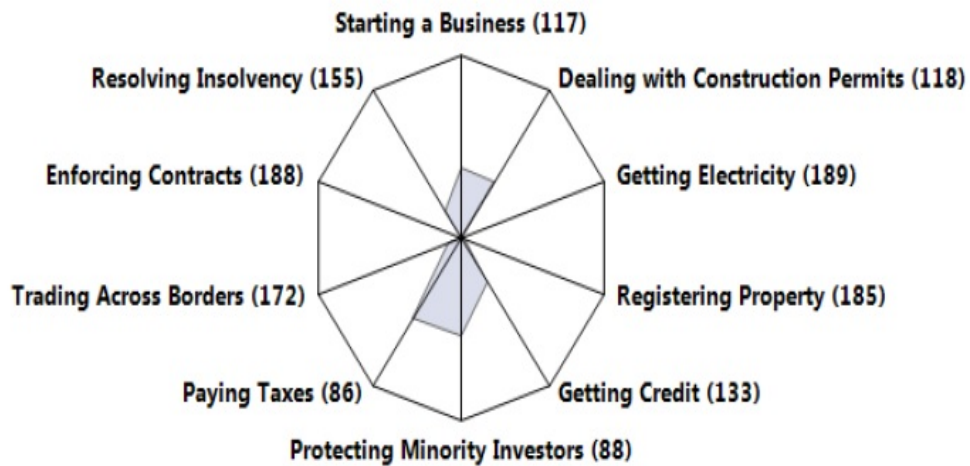 Starting a Business (117)
Resolving Insolvency (155)
Dealing with Construction Permits (118)
Enforcing Contracts (188)
Getting Electricity (189)
Trading Across Borders (172)
Registering Property (185)
Paying Taxes (86)
Getting Credit (133)
Protecting Minority Investors (88)